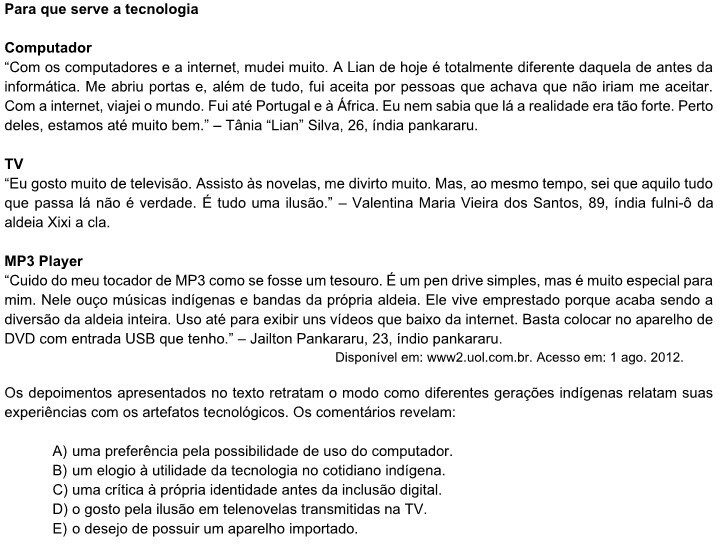 Para que serve a tecnologia
Computador
“Com os computadores e a internet, mudei muito. A Lian de hoje é totalmente diferente daquela de antes da
informática. Me abriu portas e, além de tudo, fui aceita por pessoas que achava que não iriam me aceitar.
Com a internet, viajei o mundo. Fui até Portugal e à África. Eu nem sabia que lá a realidade era tão forte. Perto
deles, estamos até muito bem.” – Tânia “Lian” Silva, 26, índia pankararu.
TV
“Eu gosto muito de televisão. Assisto às novelas, me divirto muito. Mas, ao mesmo tempo, sei que aquilo tudo
que passa lá não é verdade. É tudo uma ilusão.” – Valentina Maria Vieira dos Santos, 89, índia fulni-ô da
aldeia Xixi a cla.
MP3 Player
“Cuido do meu tocador de MP3 como se fosse um tesouro. É um pen drive simples, mas é muito especial para
mim. Nele ouço músicas indígenas e bandas da própria aldeia. Ele vive emprestado porque acaba sendo a
diversão da aldeia inteira. Uso até para exibir uns vídeos que baixo da internet. Basta colocar no aparelho de
DVD com entrada USB que tenho.” – Jailton Pankararu, 23, índio pankararu.
Disponível em: www2.uol.com.br. Acesso em: 1 ago. 2012.
Os depoimentos apresentados no texto retratam o modo como diferentes gerações indígenas relatam suas
experiências com os artefatos tecnológicos. Os comentários revelam:
A) uma preferência pela possibilidade de uso do computador.
B) um elogio à utilidade da tecnologia no cotidiano indígena.
C) uma crítica à própria identidade antes da inclusão digital.
D) o gosto pela ilusão em telenovelas transmitidas na TV.
E) o desejo de possuir um aparelho importado.